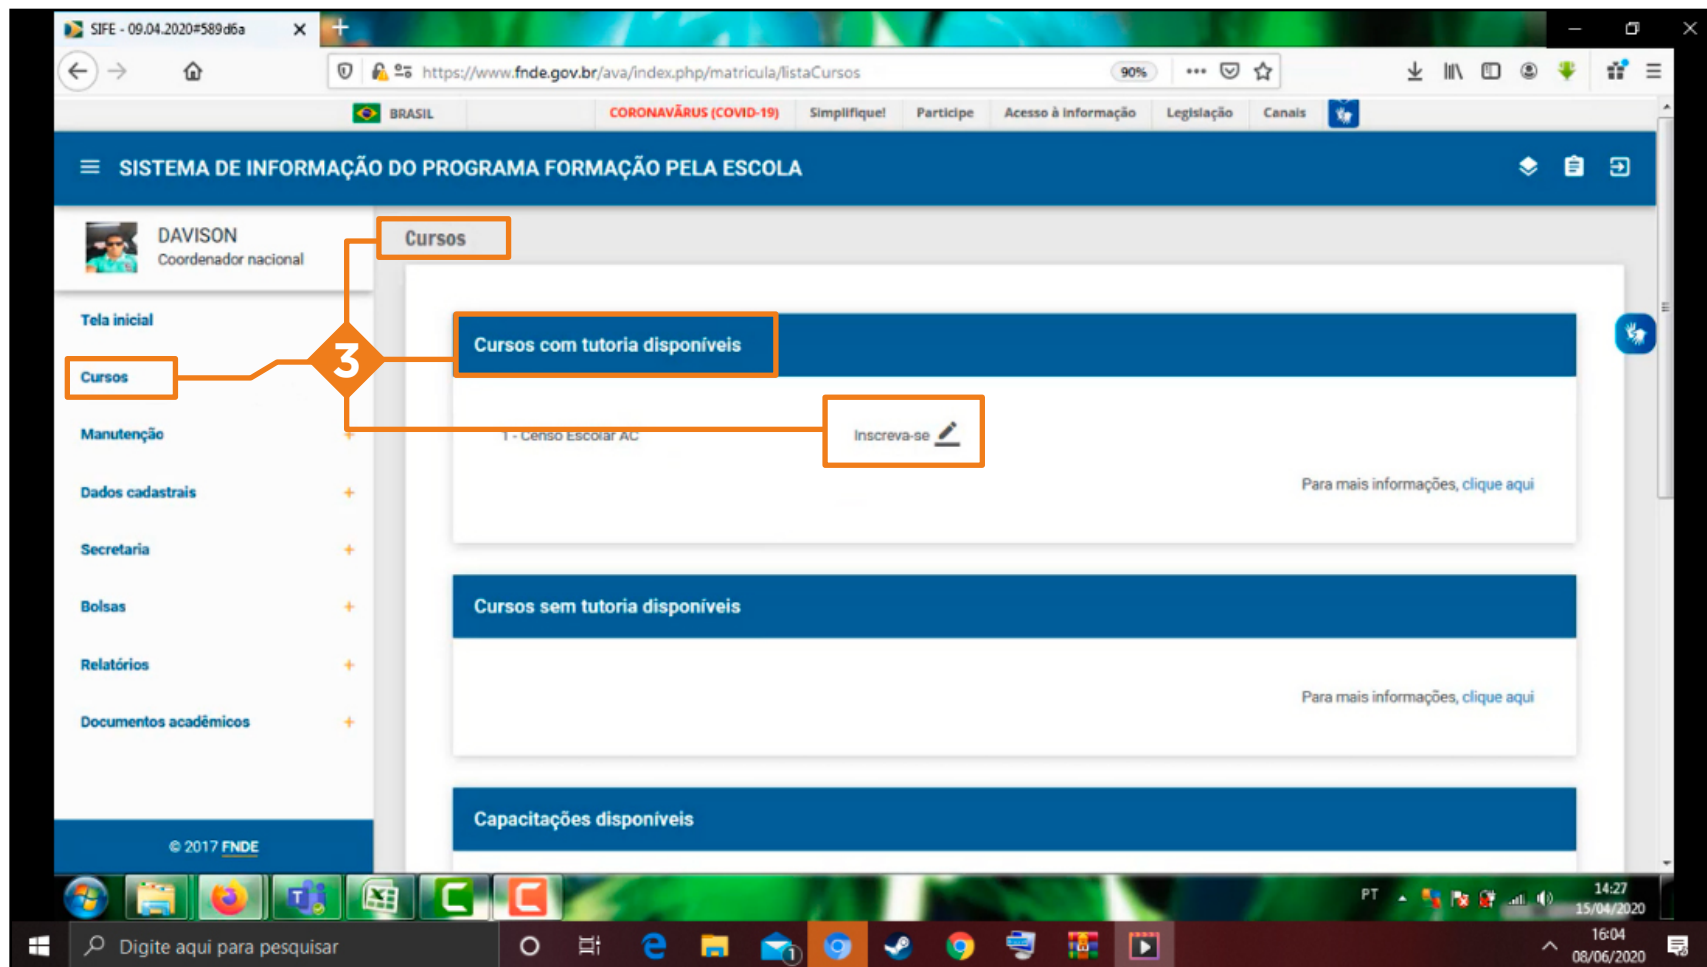 SIFE - 09.04.2020#589d6a
https://www.fnde.gov.br/ava/index.php/matricula/listaCursos
90%
BRASIL
CORONAVÃRUS (COVID-19)
Simplifique!
Participe
Acesso à informação
Legislação
Canais
SISTEMA DE INFORMAÇÃO DO PROGRAMA FORMAÇÃO PELA ESCOLA
DAVISON
Coordenador nacional
Cursos
Tela inicial
Cursos
Manutenção
Dados cadastrais
Secretaria
Bolsas
Relatórios
Documentos acadêmicos
© 2017 FNDE
3
Cursos com tutoria disponíveis
1 - Censo Escolar AC
Inscreva-se
Para mais informações, clique aqui
Cursos sem tutoria disponíveis
Para mais informações, clique aqui
Capacitações disponíveis
PT
14:27
15/04/2020
Digite aqui para pesquisar
1
16:04
08/06/2020